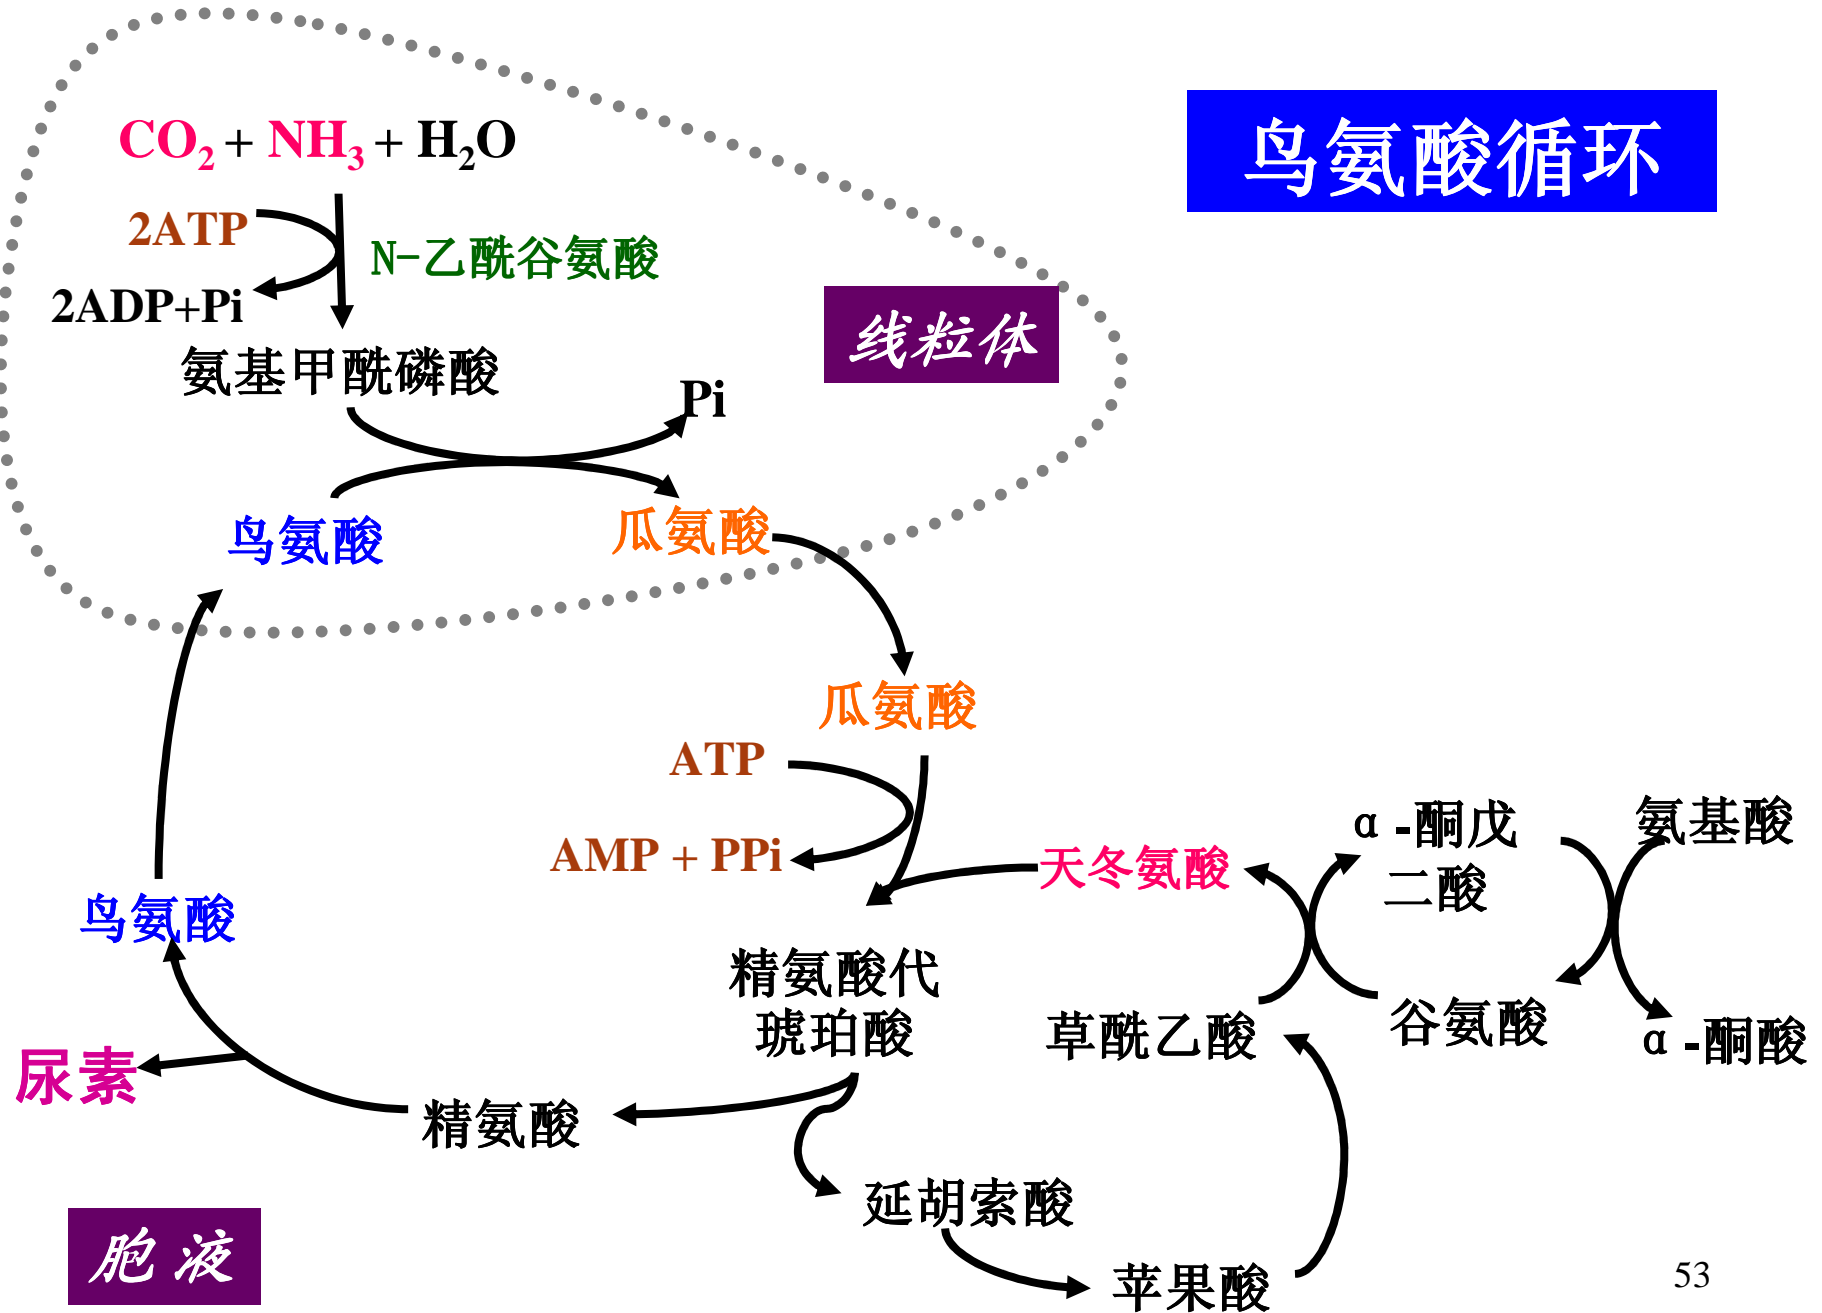 鸟氨酸循环
CO₂ + NH₃ + H₂O
2ATP
N-乙酰谷氨酸
2ADP+Pi
线粒体
氨基甲酰磷酸
Pi
鸟氨酸
瓜氨酸
瓜氨酸
ATP
AMP + PPi
天冬氨酸
α-酮戊
二酸
氨基酸
鸟氨酸
精氨酸代
琥珀酸
草酰乙酸
谷氨酸
α-酮酸
尿素
精氨酸
延胡索酸
胞液
苹果酸
53